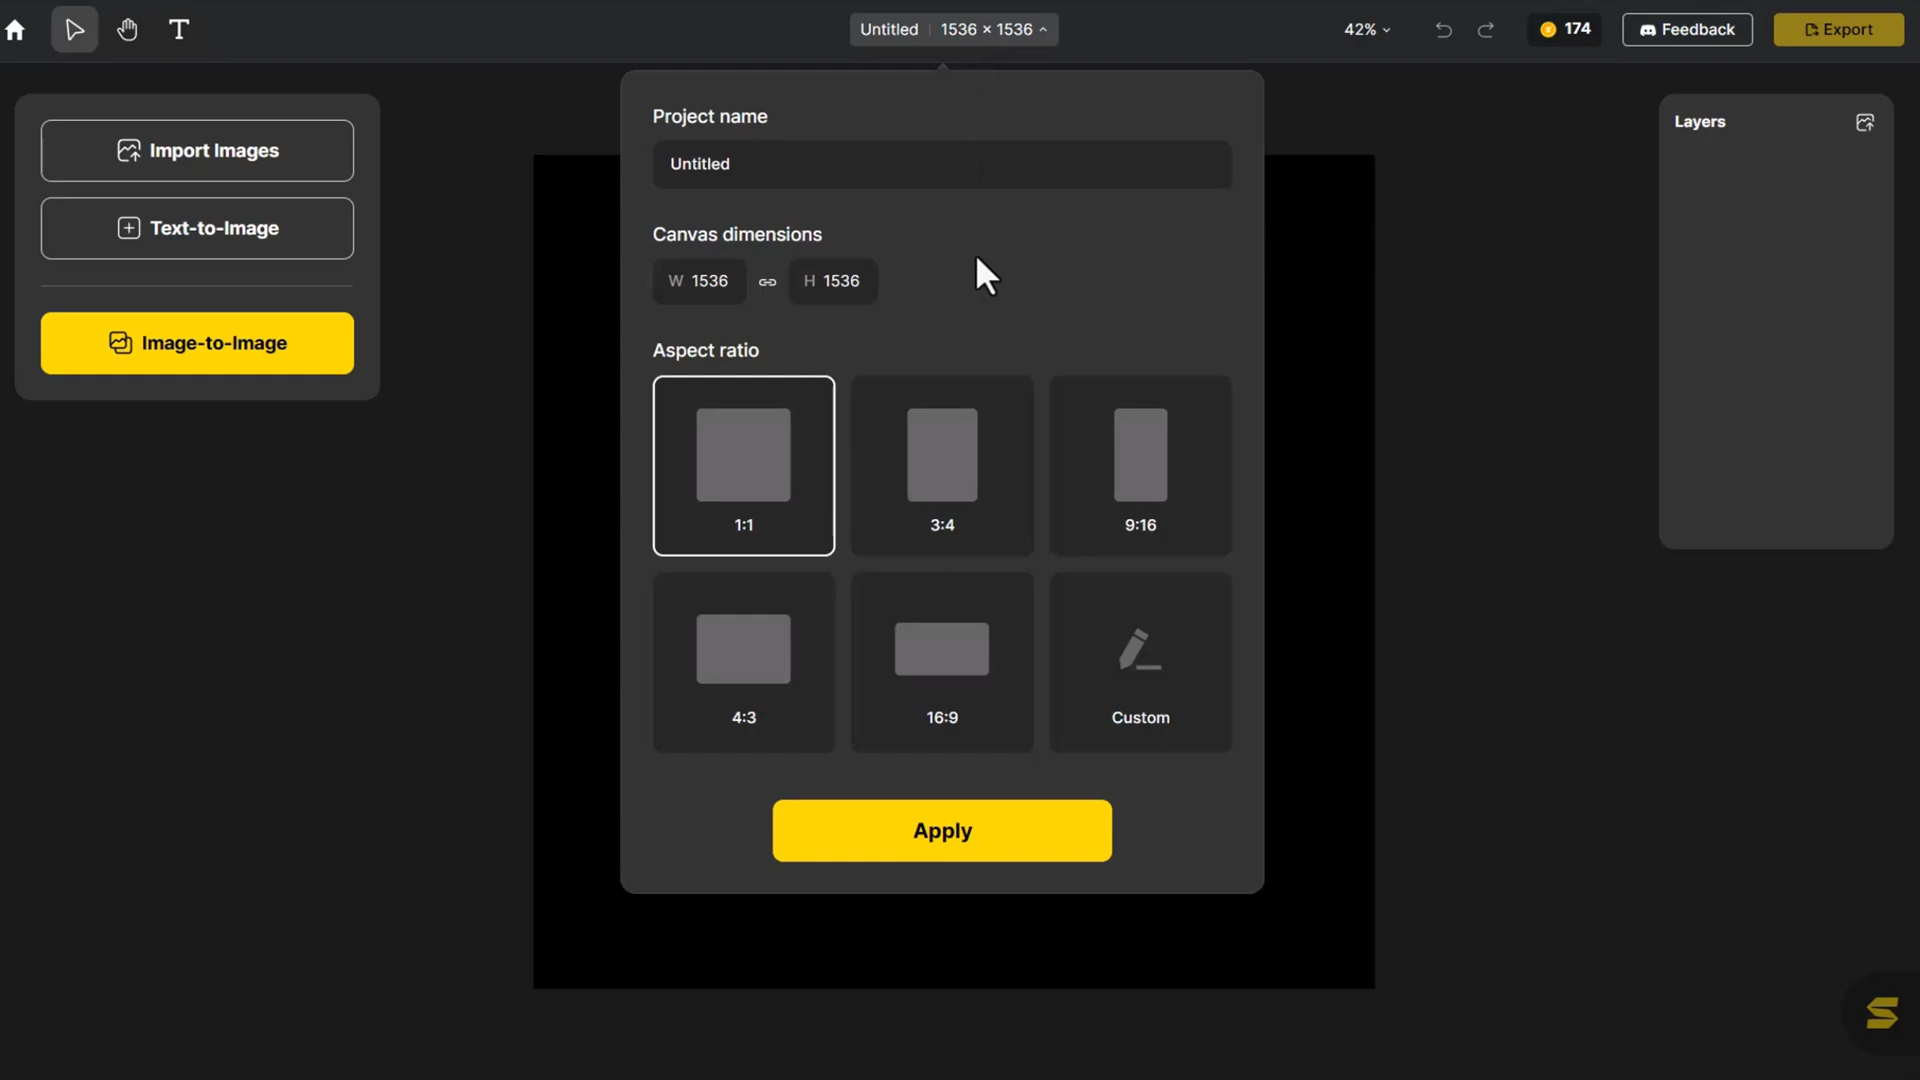 Untitled 1536 × 1536
42%
174
Feedback
Export
Import Images
Text-to-Image
Image-to-Image
Project name
Untitled
Canvas dimensions
W 1536 H 1536
Aspect ratio
1:1 3:4 9:16
4:3 16:9 Custom
Apply
Layers